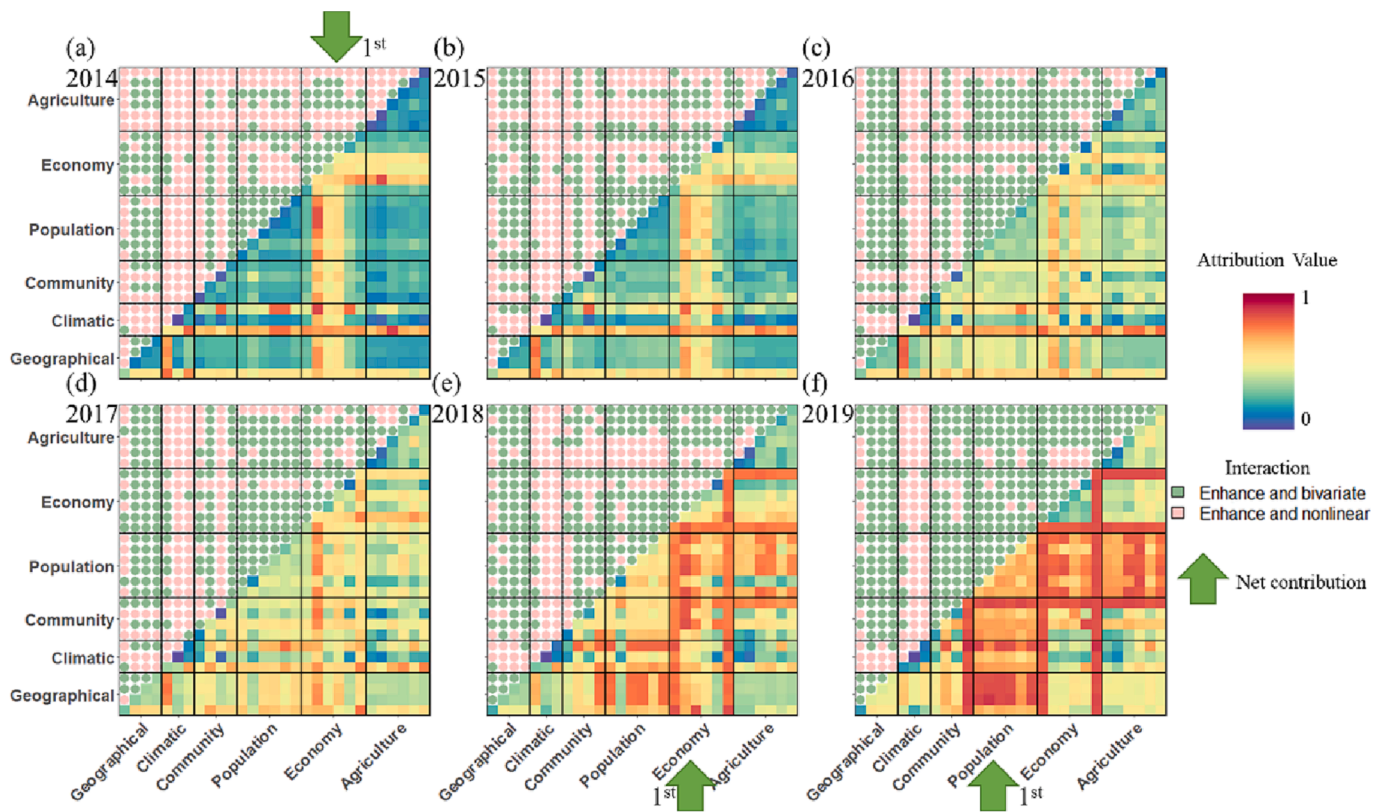 1st
(a)
(b)
(c)
2014
2015
2016
Agriculture
Economy
Population
Community
Climatic
Geographical
Attribution Value
1
0
(d)
(e)
(f)
2017
2018
2019
Agriculture
Economy
Population
Community
Climatic
Geographical
Interaction
Enhance and bivariate
Enhance and nonlinear
Net contribution
Geographical
Climatic
Community
Population
Economy
Agriculture
Geographical
Climatic
Community
Population
Economy
Agriculture
Geographical
Climatic
Community
Population
Economy
Agriculture
1st
1st